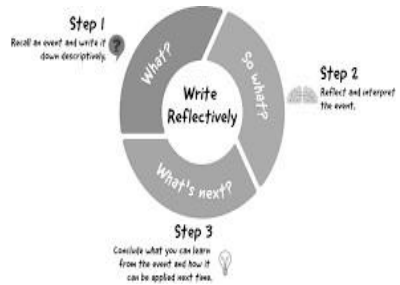 Step 1
Recall an event and write it
down descriptively.
?
What?
So what?
Write
Reflectively
Step 2
Reflect and interpret
the event.
What's next?
Step 3
Conclude what you can learn
from the event and how it
can be applied next time.